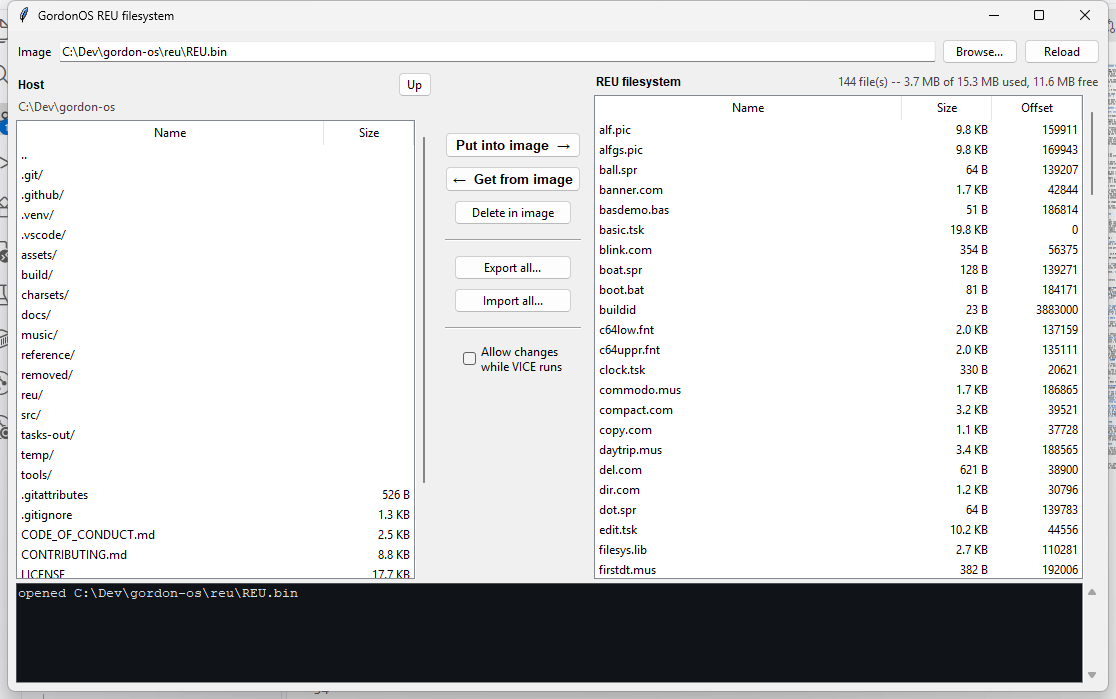 GordonOS REU filesystem
Image C:\Dev\gordon-os\reu\REU.bin Browse... Reload
Host Up
C:\Dev\gordon-os
Name Size
..
.git/
.github/
.venv/
.vscode/
assets/
build/
charsets/
docs/
music/
reference/
removed/
reu/
src/
tasks-out/
temp/
tools/
.gitattributes 526 B
.gitignore 1.3 KB
CODE_OF_CONDUCT.md 2.5 KB
CONTRIBUTING.md 8.8 KB
LICENSE 17.7 KB
Put into image →
← Get from image
Delete in image
Export all...
Import all...
Allow changes
while VICE runs
REU filesystem 144 file(s) -- 3.7 MB of 15.3 MB used, 11.6 MB free
Name Size Offset
alf.pic 9.8 KB 159911
alfgs.pic 9.8 KB 169943
ball.spr 64 B 139207
banner.com 1.7 KB 42844
basdemo.bas 51 B 186814
basic.tsk 19.8 KB 0
blink.com 354 B 56375
boat.spr 128 B 139271
boot.bat 81 B 184171
buildid 23 B 3883000
c64low.fnt 2.0 KB 137159
c64uppr.fnt 2.0 KB 135111
clock.tsk 330 B 20621
commodo.mus 1.7 KB 186865
compact.com 3.2 KB 39521
copy.com 1.1 KB 37728
daytrip.mus 3.4 KB 188565
del.com 621 B 38900
dir.com 1.2 KB 30796
dot.spr 64 B 139783
edit.tsk 10.2 KB 44556
filesys.lib 2.7 KB 110281
firstdt.mus 382 B 192006
opened C:\Dev\gordon-os\reu\REU.bin